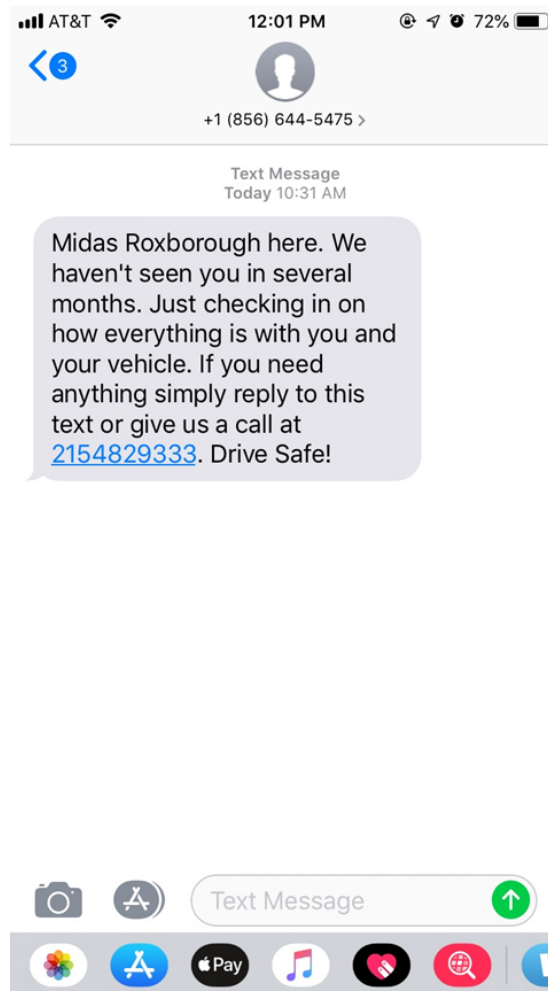 AT&T 12:01 PM 72%
3
+1 (856) 644-5475 >
Text Message
Today 10:31 AM
Midas Roxborough here. We
haven't seen you in several
months. Just checking in on
how everything is with you and
your vehicle. If you need
anything simply reply to this
text or give us a call at
2154829333. Drive Safe!
Text Message
Pay